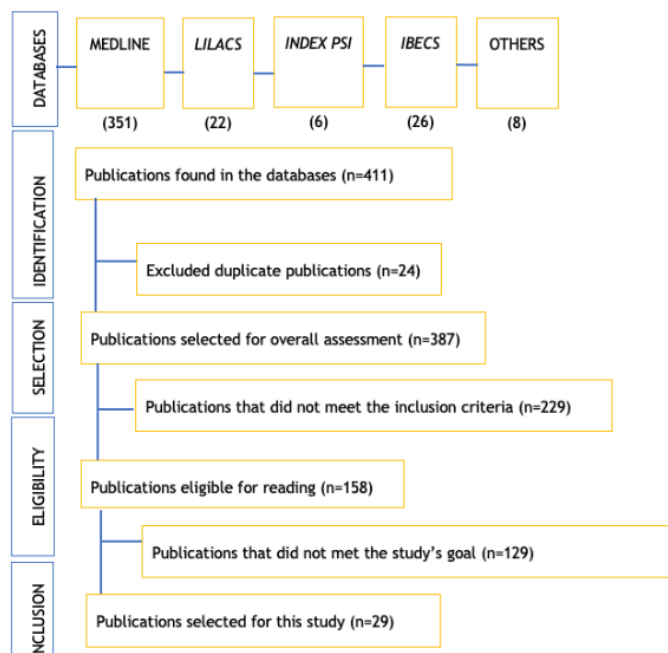 DATABASES
MEDLINE
LILACS
INDEX PSI
IBECS
OTHERS
(351)
(22)
(6)
(26)
(8)
IDENTIFICATION
Publications found in the databases (n=411)
Excluded duplicate publications (n=24)
SELECTION
Publications selected for overall assessment (n=387)
Publications that did not meet the inclusion criteria (n=229)
ELIGIBILITY
Publications eligible for reading (n=158)
Publications that did not met the study's goal (n=129)
NCLUSION
Publications selected for this study (n=29)